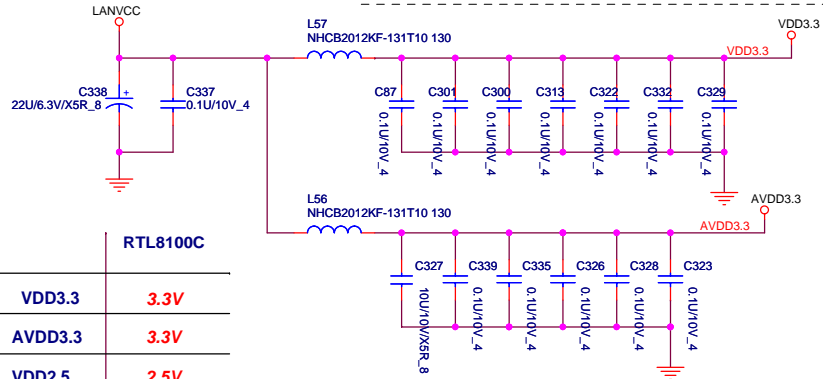 LANVCC
L57
NHCB2012KF-131T10 130
VDD3.3
VDD3.3
C338
22U/6.3V/X5R_8
+
C337
0.1U/10V_4
C87
0.1U/10V_4
C301
0.1U/10V_4
C300
0.1U/10V_4
C313
0.1U/10V_4
C322
0.1U/10V_4
C332
0.1U/10V_4
C329
0.1U/10V_4
L56
NHCB2012KF-131T10 130
AVDD3.3
AVDD3.3
C327
10U/10V/X5R_8
C339
0.1U/10V_4
C335
0.1U/10V_4
C326
0.1U/10V_4
C328
0.1U/10V_4
C323
0.1U/10V_4
RTL8100C
VDD3.3 3.3V
AVDD3.3 3.3V
VDD2.5 2.5V